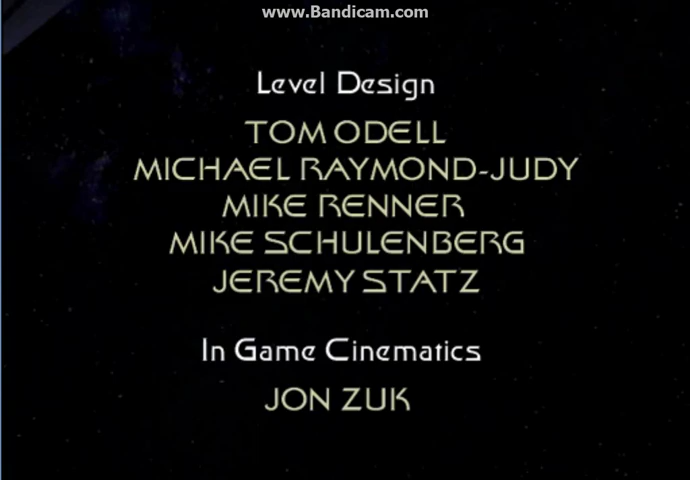 www.Bandicam.com
Level Design
TOM ODELL
MICHAEL RAYMOND-JUDY
MIKE RENNER
MIKE SCHULENBERG
JEREMY STATZ
In Game Cinematics
JON ZUK